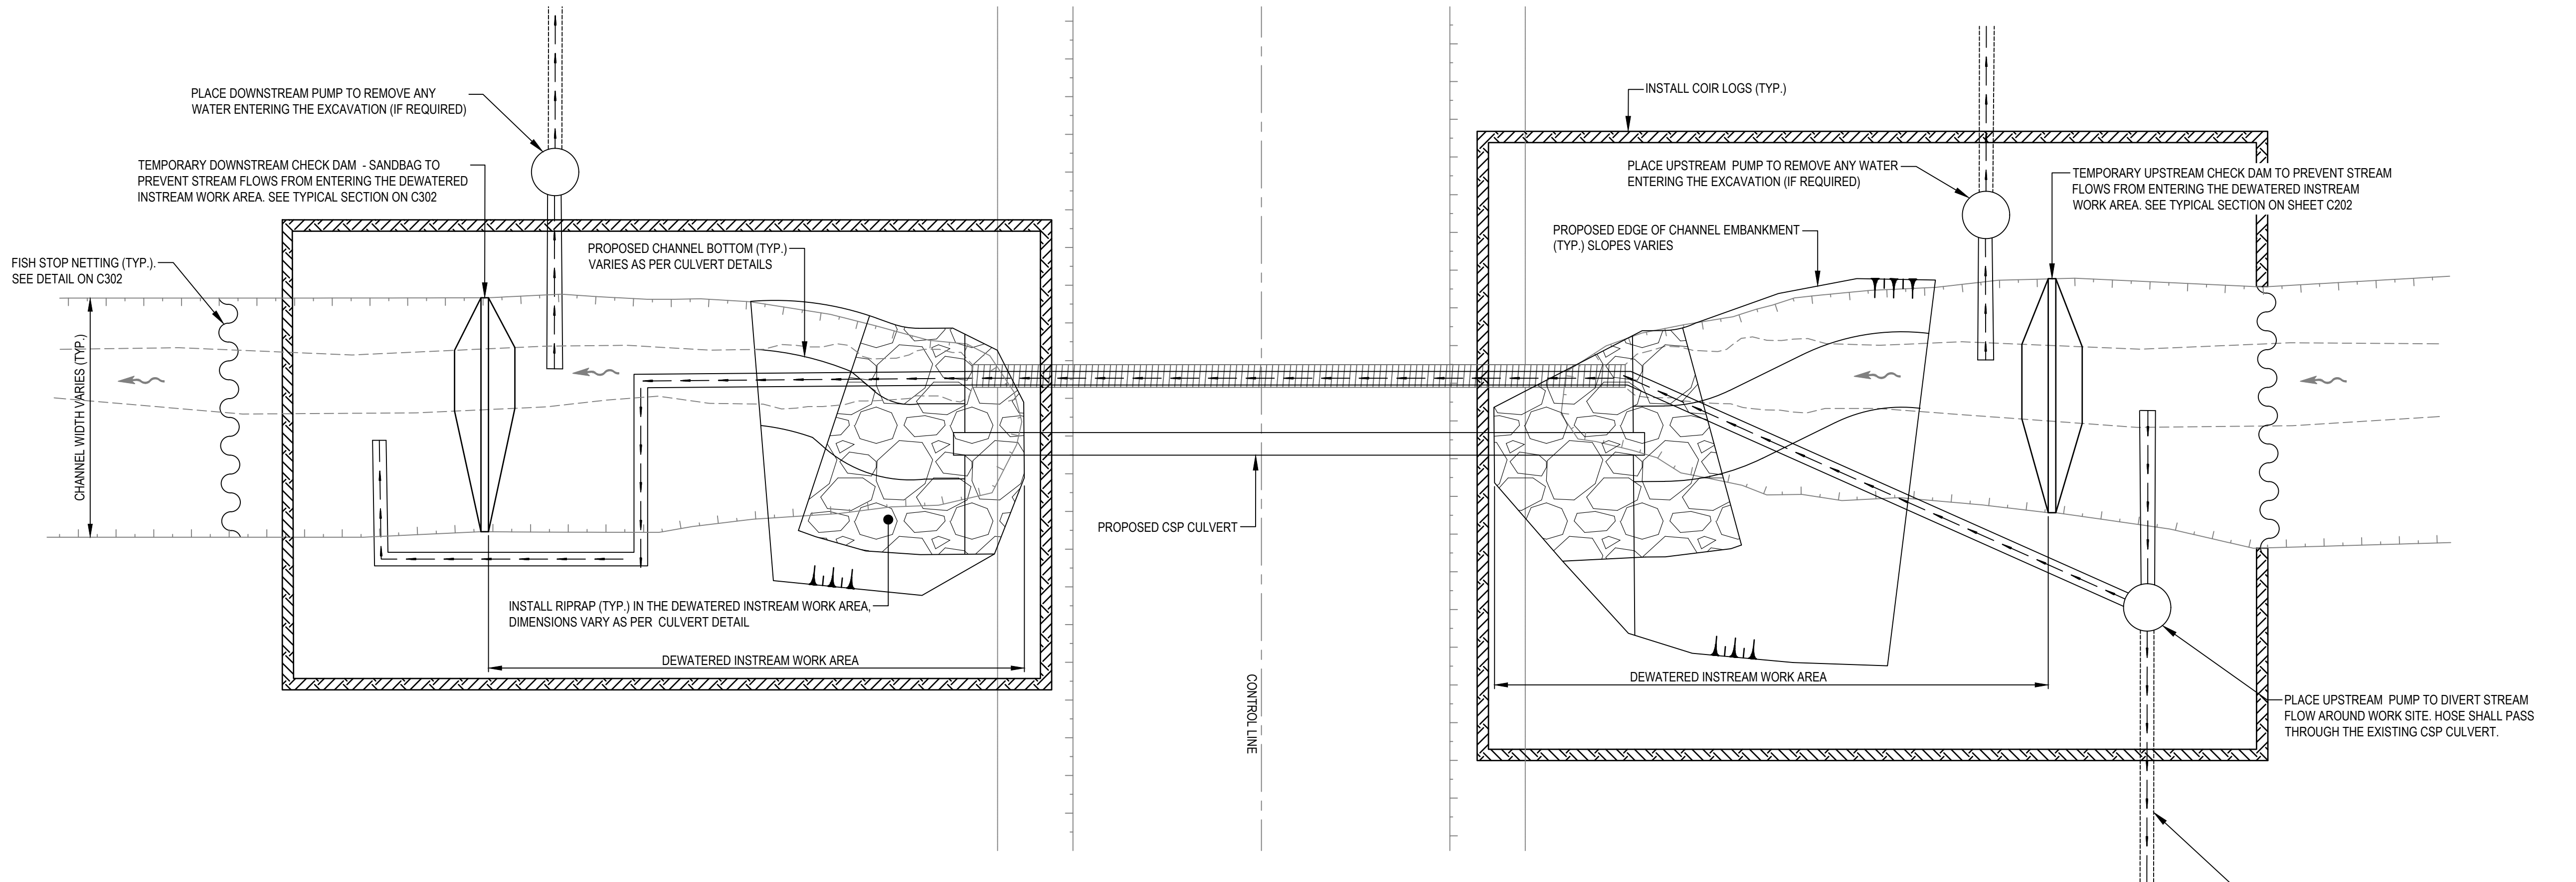 PLACE DOWNSTREAM PUMP TO REMOVE ANY
WATER ENTERING THE EXCAVATION (IF REQUIRED)
TEMPORARY DOWNSTREAM CHECK DAM - SANDBAG TO
PREVENT STREAM FLOWS FROM ENTERING THE DEWATERED
INSTREAM WORK AREA. SEE TYPICAL SECTION ON C302
FISH STOP NETTING (TYP.).
SEE DETAIL ON C302
CHANNEL WIDTH VARIES (TYP.)
PROPOSED CHANNEL BOTTOM (TYP.)
VARIES AS PER CULVERT DETAILS
INSTALL RIPRAP (TYP.) IN THE DEWATERED INSTREAM WORK AREA,
DIMENSIONS VARY AS PER CULVERT DETAIL
DEWATERED INSTREAM WORK AREA
PROPOSED CSP CULVERT
CONTROL LINE
INSTALL COIR LOGS (TYP.)
PLACE UPSTREAM PUMP TO REMOVE ANY WATER
ENTERING THE EXCAVATION (IF REQUIRED)
TEMPORARY UPSTREAM CHECK DAM TO PREVENT STREAM
FLOWS FROM ENTERING THE DEWATERED INSTREAM
WORK AREA. SEE TYPICAL SECTION ON SHEET C202
PROPOSED EDGE OF CHANNEL EMBANKMENT
(TYP.) SLOPES VARIES
DEWATERED INSTREAM WORK AREA
PLACE UPSTREAM PUMP TO DIVERT STREAM
FLOW AROUND WORK SITE. HOSE SHALL PASS
THROUGH THE EXISTING CSP CULVERT.